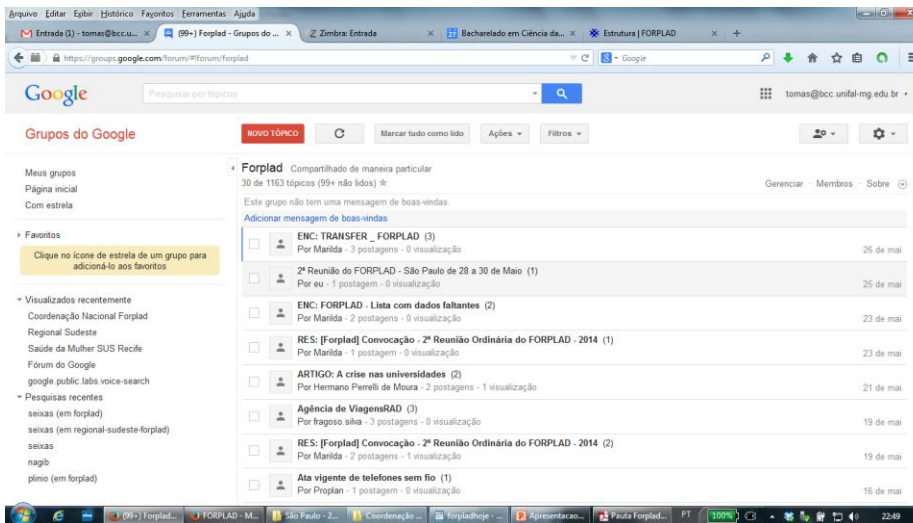 Arquivo Editar Exibir Histórico Favoritos Ferramentas Ajuda
Entrada (1) - tomas@bcc.u... × (99+) Forplad - Grupos do ... × Zimbra: Entrada × Bacharelado em Ciência da... × Estrutura | FORPLAD × +
https://groups.google.com/forum/#!forum/forplad Google
Google Pesquisar por tópicos tomas@bcc.unifal-mg.edu.br
Grupos do Google NOVO TÓPICO Marcar tudo como lido Ações Filtros
Meus grupos
Página inicial
Com estrela
Favoritos
Clique no ícone de estrela de um grupo para
adicioná-lo aos favoritos
Visualizados recentemente
Coordenação Nacional Forplad
Regional Sudeste
Saúde da Mulher SUS Recife
Fórum do Google
google.public.labs.voice-search
Pesquisas recentes
seixas (em forplad)
seixas (em regional-sudeste-forplad)
seixas
nagib
plinio (em forplad)
Forplad Compartilhado de maneira particular
30 de 1163 tópicos (99+ não lidos) Gerenciar · Membros · Sobre
Este grupo não tem uma mensagem de boas-vindas.
Adicionar mensagem de boas-vindas
ENC: TRANSFER _ FORPLAD (3)
Por Marilda - 3 postagens - 0 visualização 26 de mai
2ª Reunião do FORPLAD - São Paulo de 28 a 30 de Maio (1)
Por eu - 1 postagem - 0 visualização 25 de mai
ENC: FORPLAD - Lista com dados faltantes (2)
Por Marilda - 2 postagens - 0 visualização 23 de mai
RES: [Forplad] Convocação - 2ª Reunião Ordinária do FORPLAD - 2014 (1)
Por Marilda - 1 postagem - 0 visualização 23 de mai
ARTIGO: A crise nas universidades (2)
Por Hermano Perrelli de Moura - 2 postagens - 1 visualização 21 de mai
Agência de ViagensRAD (3)
Por fragoso.silva - 3 postagens - 0 visualização 19 de mai
RES: [Forplad] Convocação - 2ª Reunião Ordinária do FORPLAD - 2014 (2)
Por Marilda - 2 postagens - 1 visualização 19 de mai
Ata vigente de telefones sem fio (1)
Por Proplan - 1 postagem - 0 visualização 16 de mai
(99+) Forplad... FORPLAD - M... São Paulo - 2... Coordenação ... forpladhoje - ... Apresentacao... Pauta Forplad... PT 100% 22:49